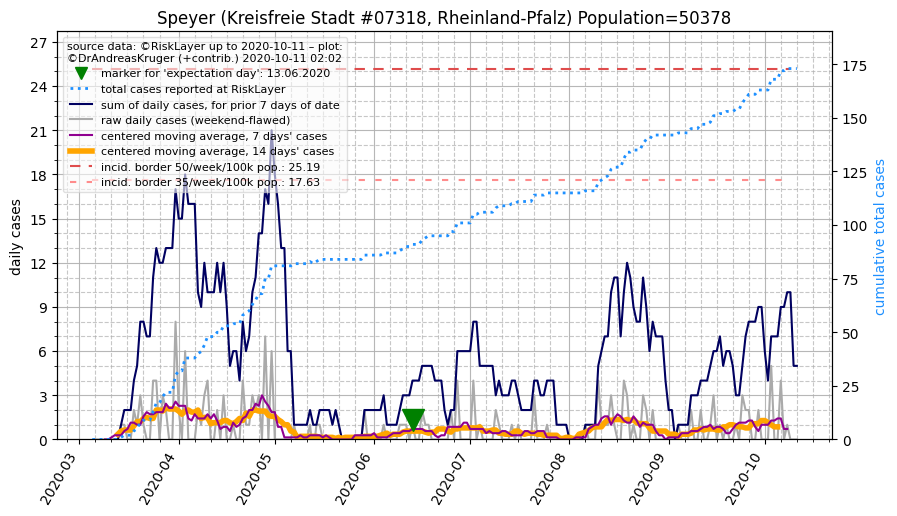 Speyer (Kreisfreie Stadt #07318, Rheinland-Pfalz) Population=50378
source data: ©RiskLayer up to 2020-10-11 – plot:
©DrAndreasKruger (+contrib.) 2020-10-11 02:02
marker for 'expectation day': 13.06.2020
total cases reported at RiskLayer
sum of daily cases, for prior 7 days of date
raw daily cases (weekend-flawed)
centered moving average, 7 days' cases
centered moving average, 14 days' cases
incid. border 50/week/100k pop.: 25.19
incid. border 35/week/100k pop.: 17.63
daily cases
27
24
21
18
15
12
9
6
3
0
cumulative total cases
175
150
125
100
75
50
25
0
2020-03
2020-04
2020-05
2020-06
2020-07
2020-08
2020-09
2020-10